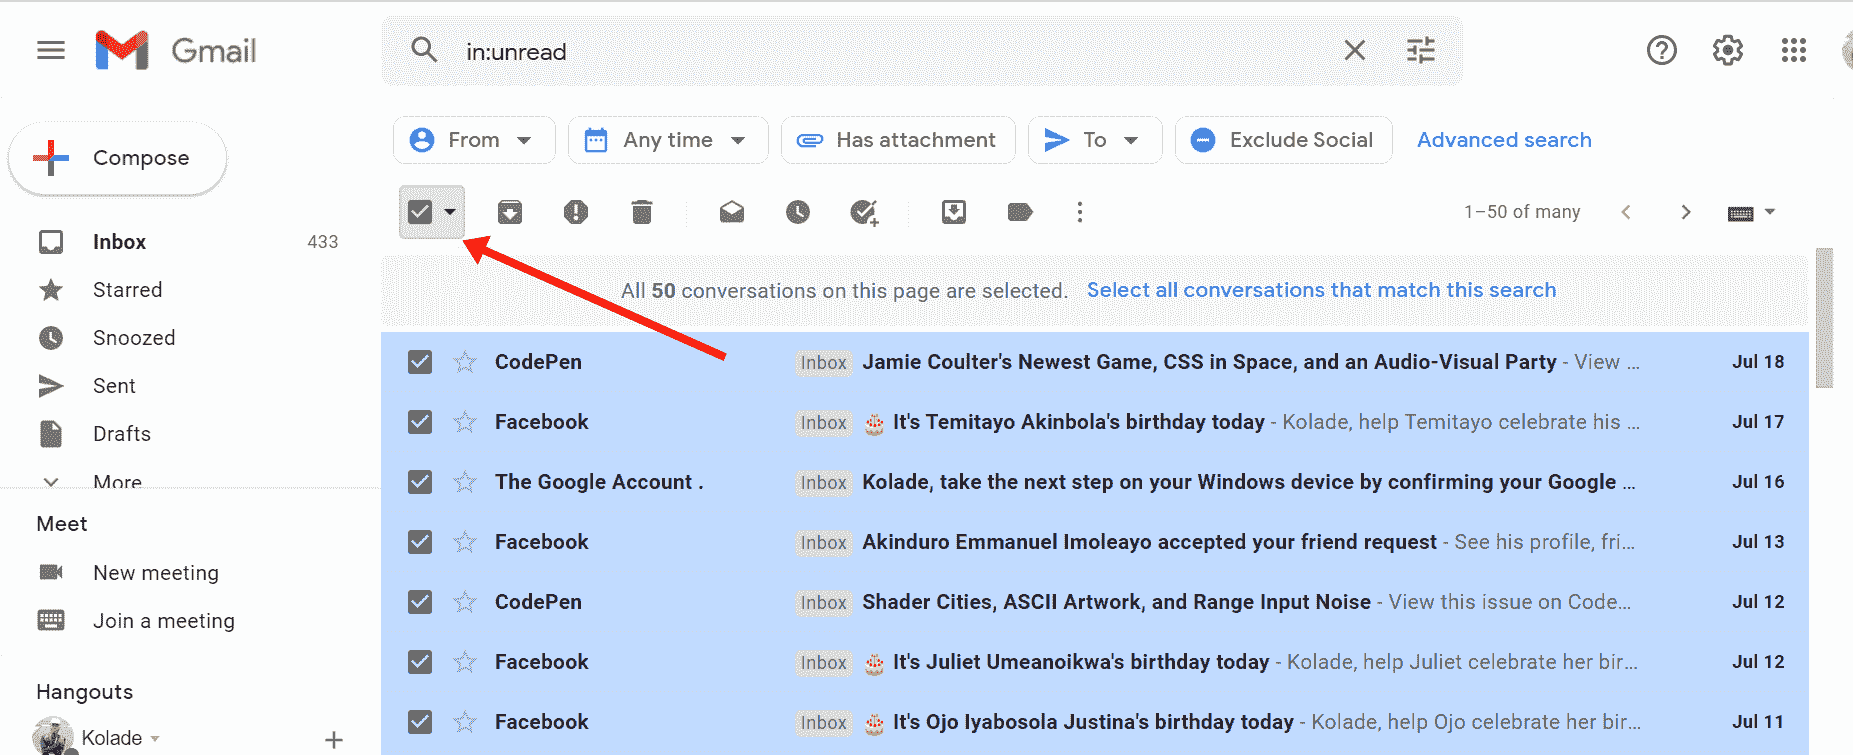 Gmail
in:unread
From
Any time
Has attachment
To
Exclude Social
Advanced search
Compose
1–50 of many
Inbox 433
Starred
Snoozed
Sent
Drafts
More
Meet
New meeting
Join a meeting
Hangouts
Kolade
All 50 conversations on this page are selected. Select all conversations that match this search
CodePen Inbox Jamie Coulter's Newest Game, CSS in Space, and an Audio-Visual Party - View ... Jul 18
Facebook Inbox 🎂 It's Temitayo Akinbola's birthday today - Kolade, help Temitayo celebrate his ... Jul 17
The Google Account . Inbox Kolade, take the next step on your Windows device by confirming your Google ... Jul 16
Facebook Inbox Akinduro Emmanuel Imoleayo accepted your friend request - See his profile, fri... Jul 13
CodePen Inbox Shader Cities, ASCII Artwork, and Range Input Noise - View this issue on Code... Jul 12
Facebook Inbox 🎂 It's Juliet Umeanoikwa's birthday today - Kolade, help Juliet celebrate her bir... Jul 12
Facebook Inbox 🎂 It's Ojo Iyabosola Justina's birthday today - Kolade, help Ojo celebrate her bir... Jul 11